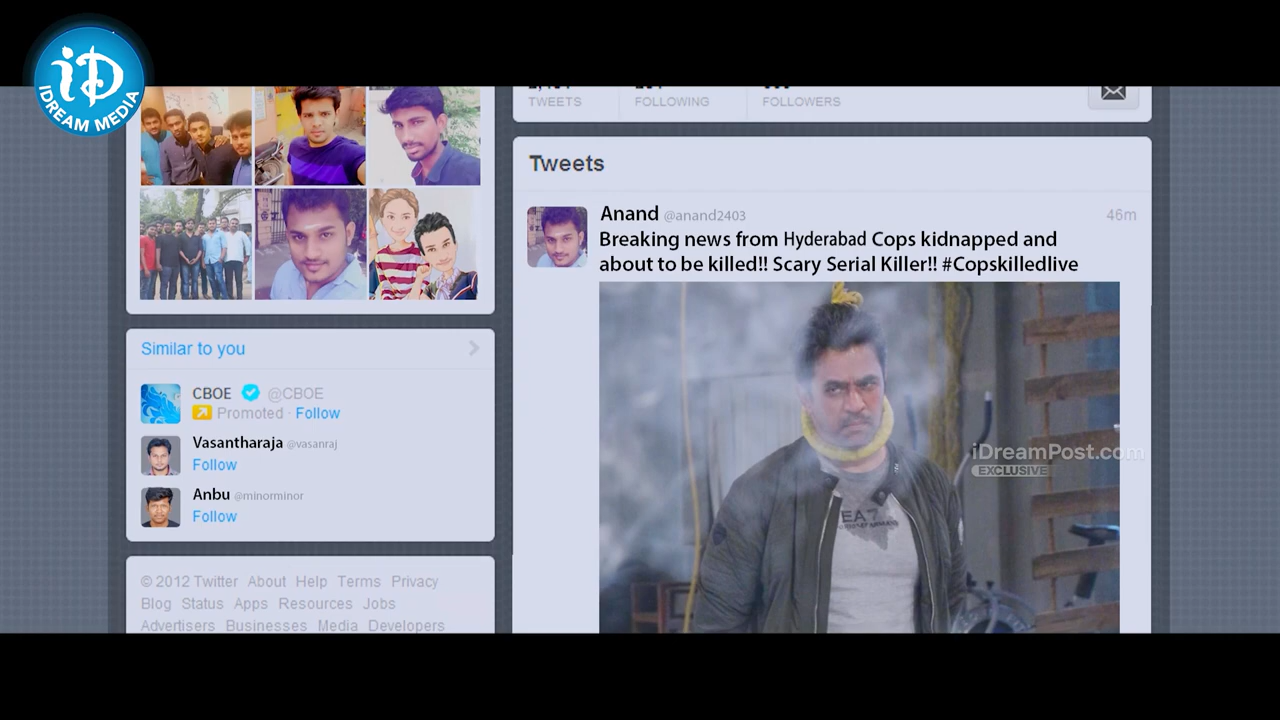 iD
IDREAM MEDIA
TWEETS
FOLLOWING
FOLLOWERS
Tweets
Anand @anand2403
46m
Breaking news from Hyderabad Cops kidnapped and
about to be killed!! Scary Serial Killer!! #Copskilledlive
iDreamPost.com
EXCLUSIVE
Similar to you
CBOE @CBOE
Promoted · Follow
Vasantharaja @vasanraj
Follow
Anbu @minorminor
Follow
© 2012 Twitter About Help Terms Privacy
Blog Status Apps Resources Jobs
Advertisers Businesses Media Developers